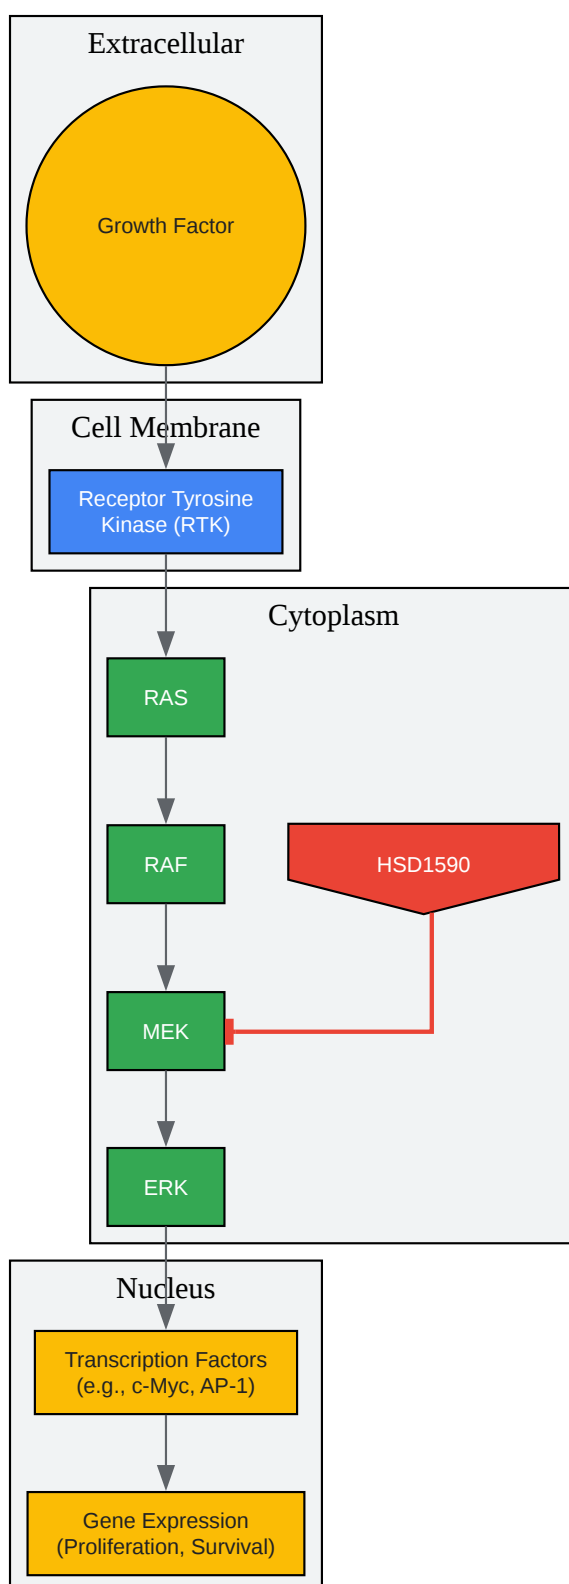 Extracellular
Growth Factor
Cell Membrane
Receptor Tyrosine
Kinase (RTK)
Cytoplasm
RAS
RAF
HSD1590
MEK
ERK
Nucleus
Transcription Factors
(e.g., c-Myc, AP-1)
Gene Expression
(Proliferation, Survival)